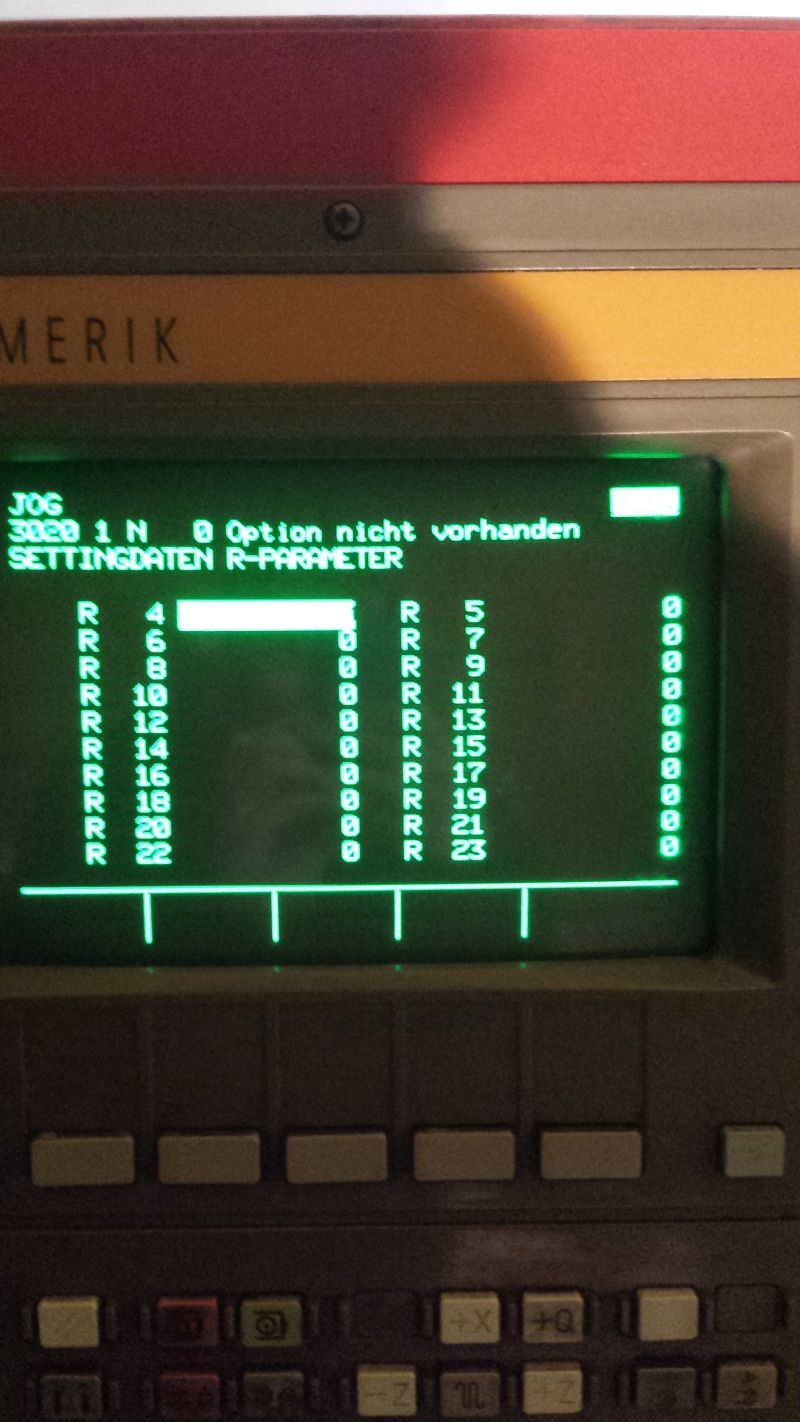 MERIK
JOG
3020 1 N 0 Option nicht vorhanden
SETTINGDATEN R-PARAMETER
R 4 R 5 0
R 6 0 R 7 0
R 8 0 R 9 0
R 10 0 R 11 0
R 12 0 R 13 0
R 14 0 R 15 0
R 16 0 R 17 0
R 18 0 R 19 0
R 20 0 R 21 0
R 22 0 R 23 0
+X +Q
-Z +Z